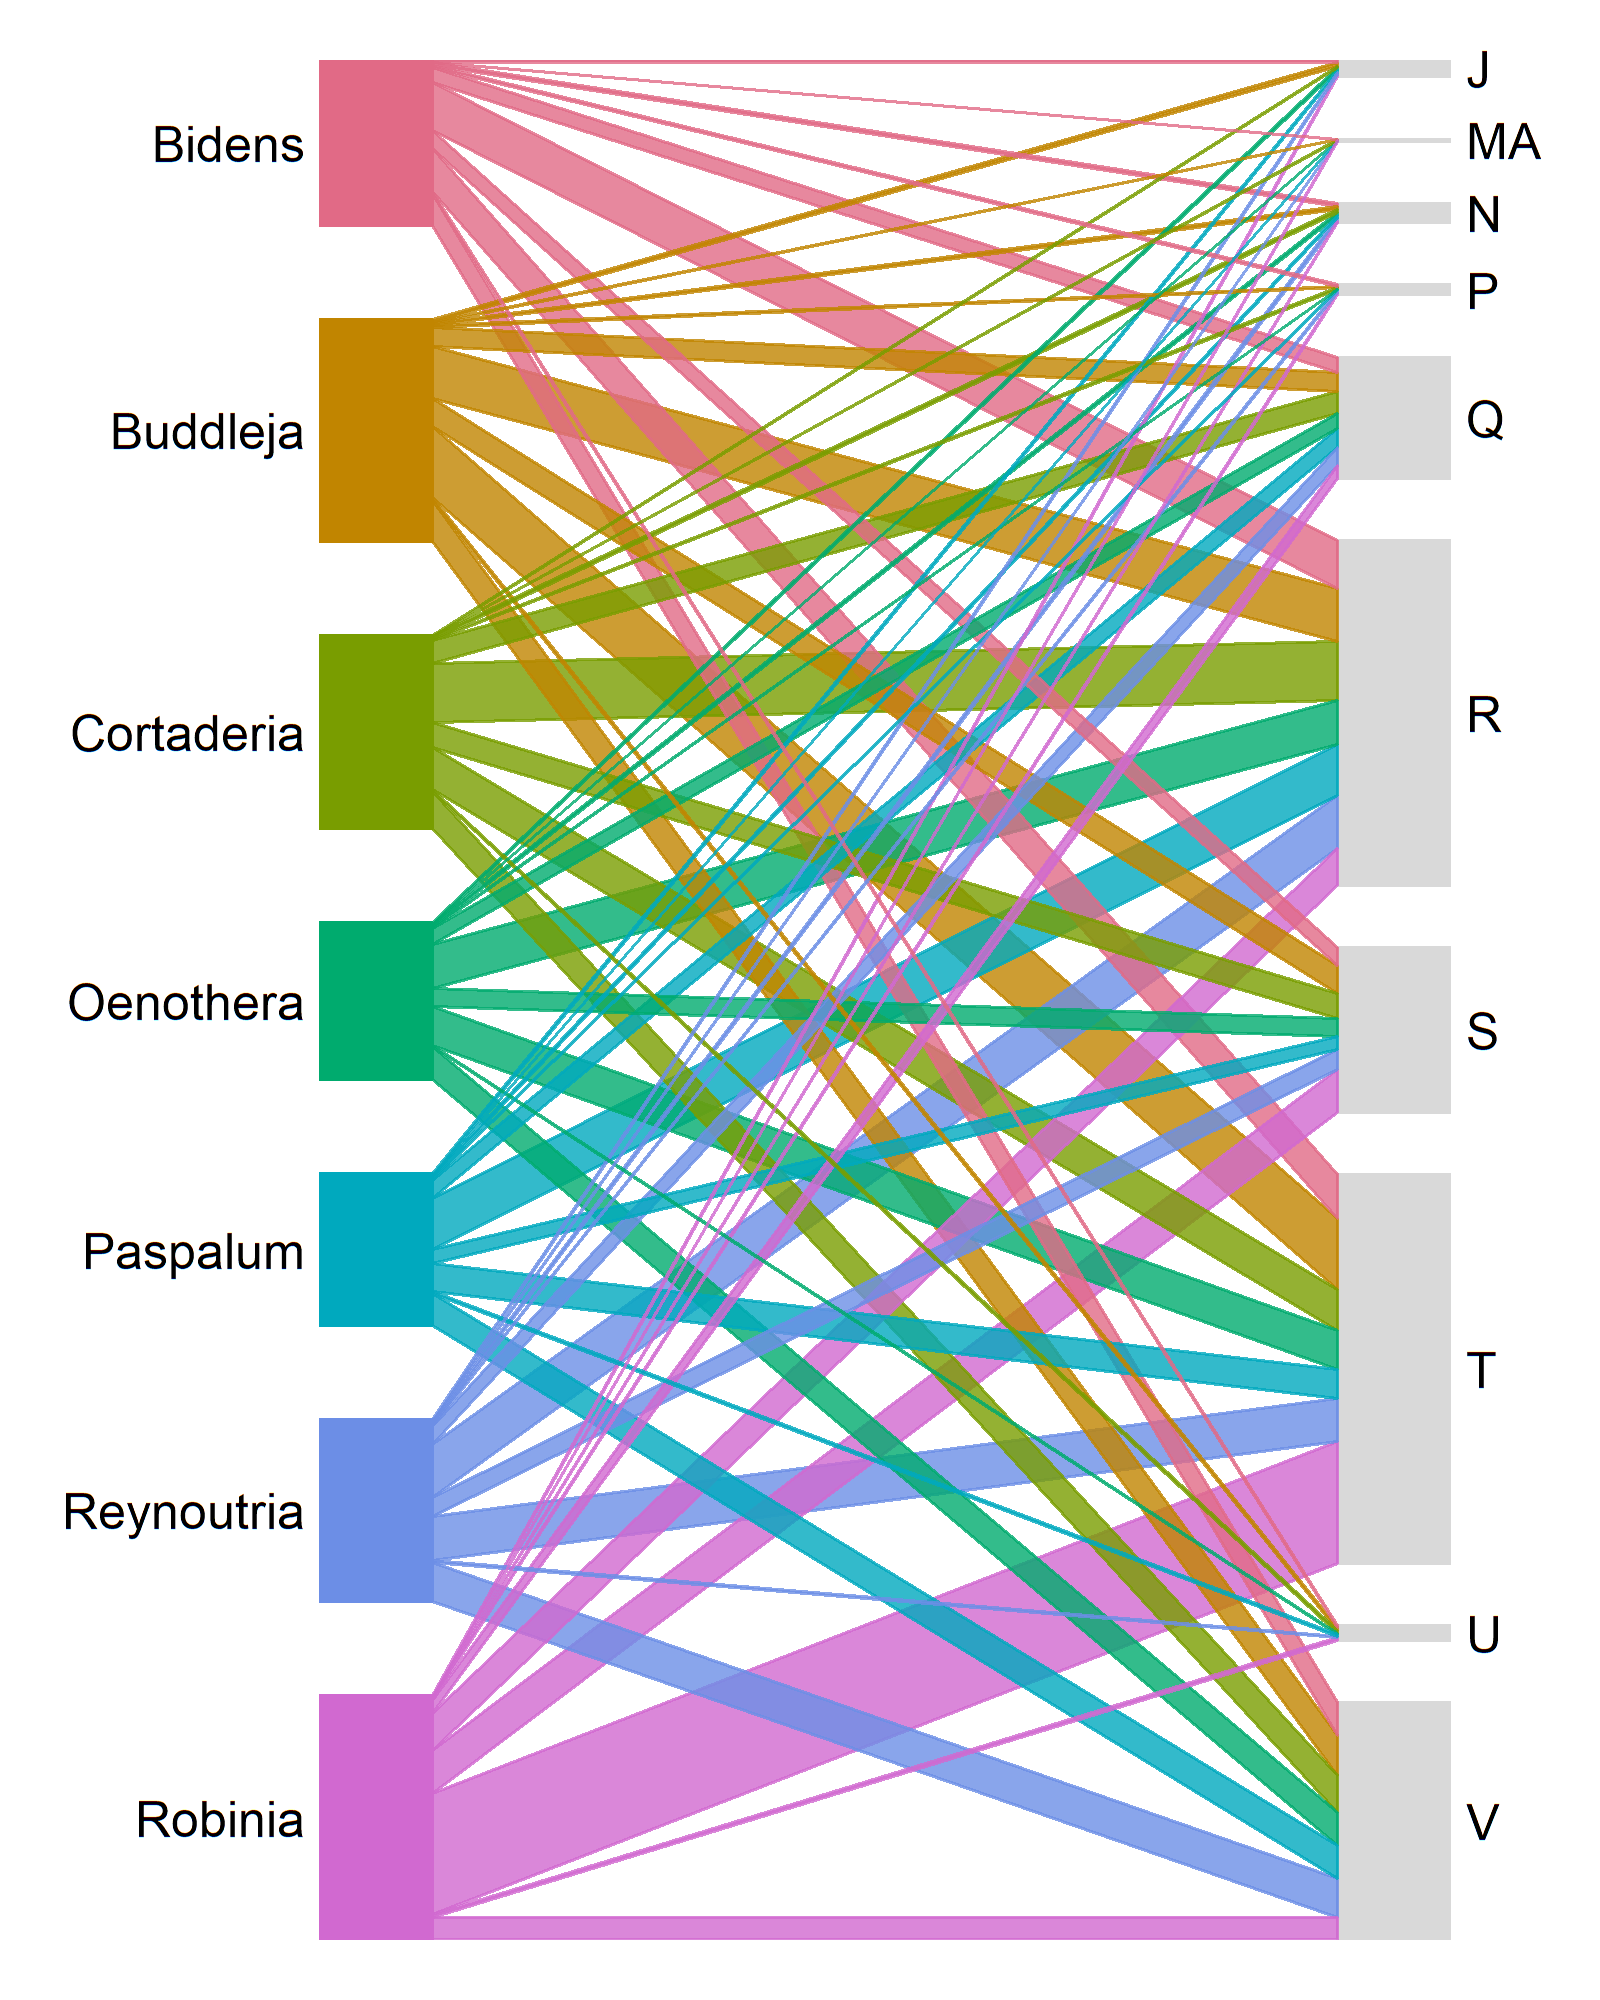 Bidens
Buddleja
Cortaderia
Oenothera
Paspalum
Reynoutria
Robinia
J
MA
N
P
Q
R
S
T
U
V